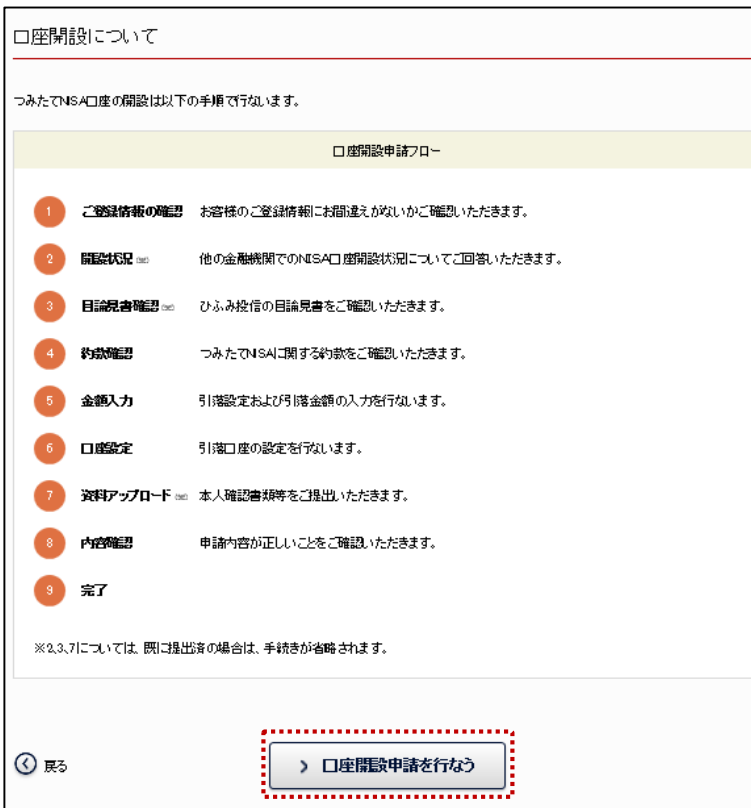 口座開設について
つみたてNISA口座の開設は以下の手順で行ないます。
口座開設申請フロー
1 ご登録情報の確認 お客様のご登録情報にお間違えがないかご確認いただきます。
2 開設状況 他の金融機関でのNISA口座開設状況についてご回答いただきます。
3 目論見書確認 ひふみ投信の目論見書をご確認いただきます。
4 約款確認 つみたてNISAに関する約款をご確認いただきます。
5 金額入力 引落設定および引落金額の入力を行ないます。
6 口座設定 引落口座の設定を行ないます。
7 資料アップロード 本人確認書類等をご提出いただきます。
8 内容確認 申請内容が正しいことをご確認いただきます。
9 完了
※2,3,7については、既に提出済の場合は、手続きが省略されます。
戻る 口座開設申請を行なう